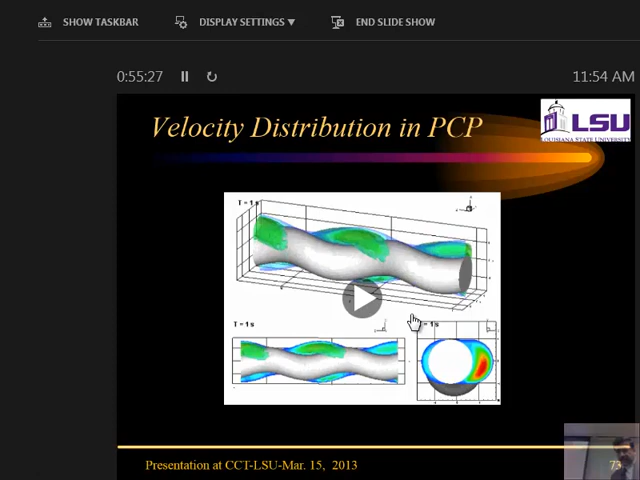 SHOW TASKBAR
DISPLAY SETTINGS ▼
END SLIDE SHOW
0:55:27
11:54 AM
Velocity Distribution in PCP
LSU
LOUISIANA STATE UNIVERSITY
T = 1 s
T = 1 s
= 1 s
Presentation at CCT-LSU-Mar. 15, 2013
73